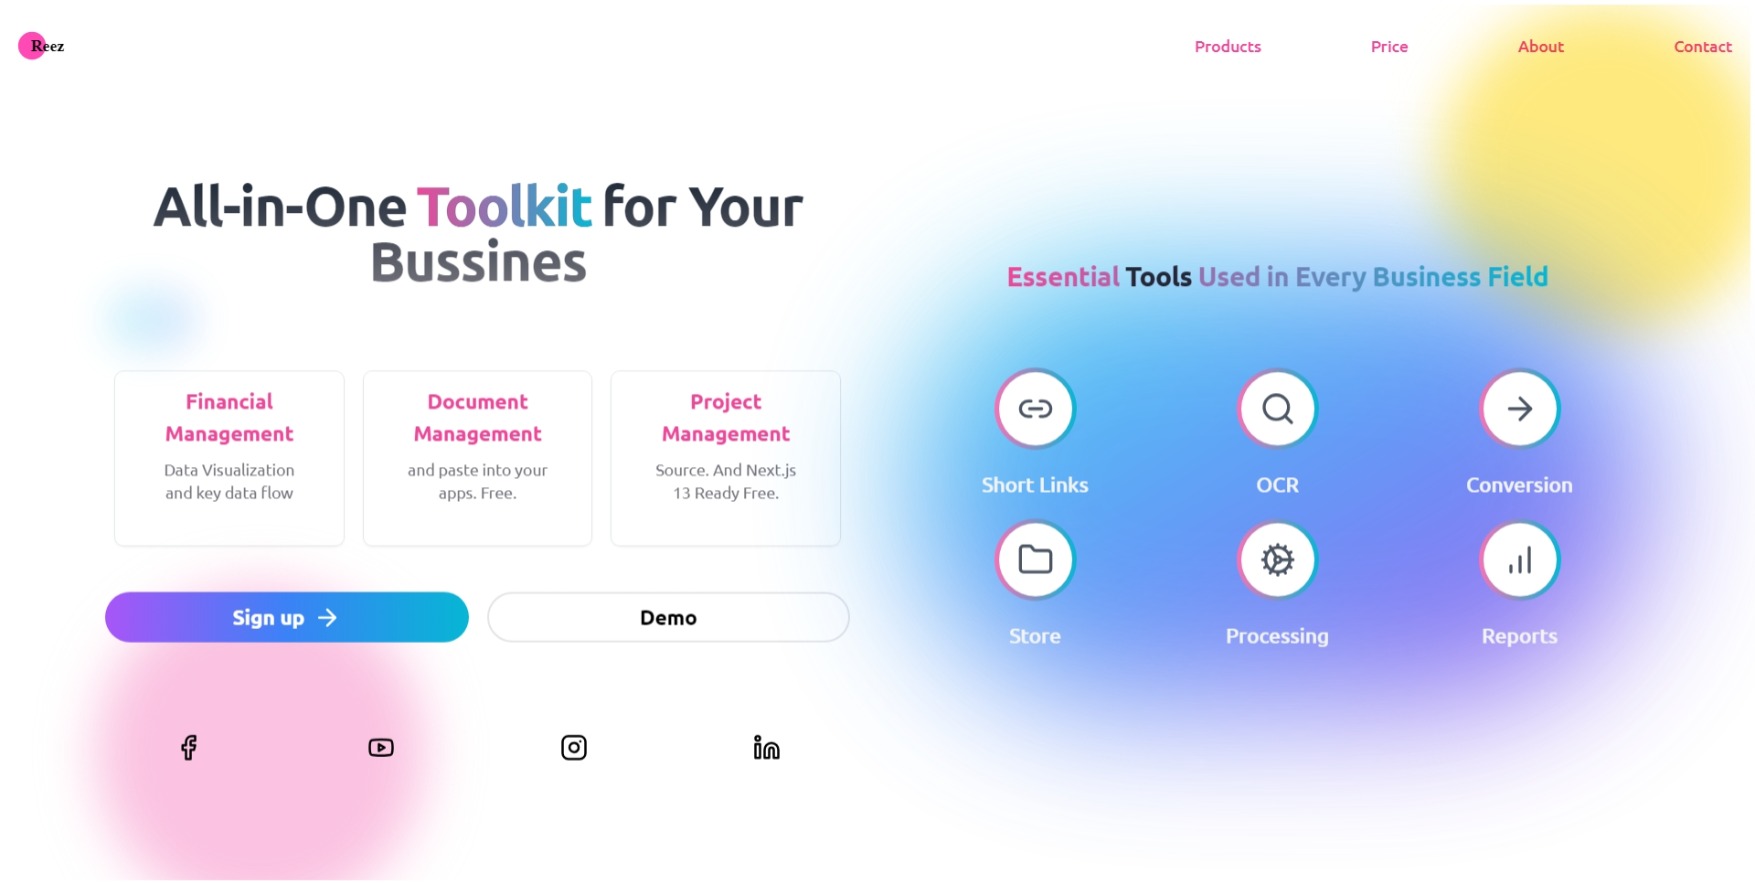 Reez
Products
Price
About
Contact
All-in-One Toolkit for Your
Bussines
Financial
Management
Data Visualization
and key data flow
Document
Management
and paste into your
apps. Free.
Project
Management
Source. And Next.js
13 Ready Free.
Sign up
Demo
Essential Tools Used in Every Business Field
Short Links
OCR
Conversion
Store
Processing
Reports